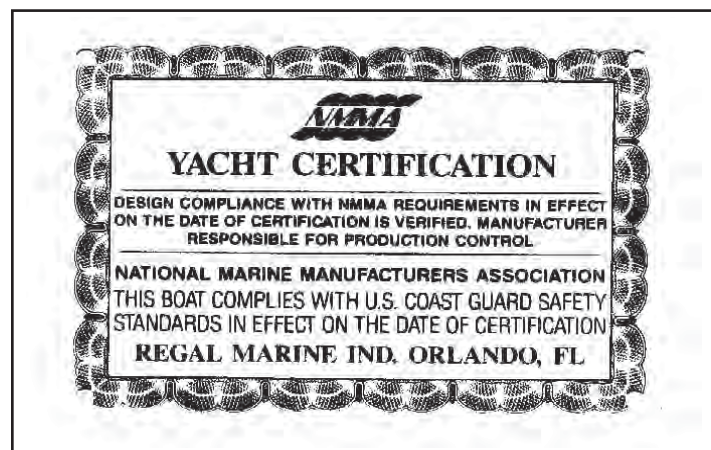 NMMA
YACHT CERTIFICATION
DESIGN COMPLIANCE WITH NMMA REQUIREMENTS IN EFFECT
ON THE DATE OF CERTIFICATION IS VERIFIED. MANUFACTURER
RESPONSIBLE FOR PRODUCTION CONTROL
NATIONAL MARINE MANUFACTURERS ASSOCIATION
THIS BOAT COMPLIES WITH U.S. COAST GUARD SAFETY
STANDARDS IN EFFECT ON THE DATE OF CERTIFICATION
REGAL MARINE IND. ORLANDO, FL